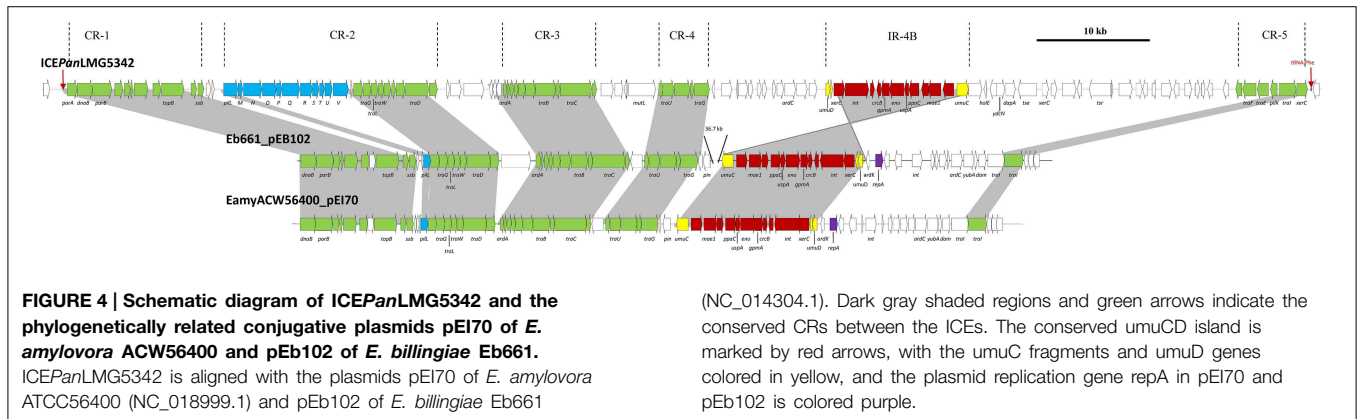 CR-1 CR-2 CR-3 CR-4 IR-4B 10 kb CR-5
ICEPanLMG5342
tRNA-Phe
parA dnaB parB topB ssb pilL M N O P Q R S T U V traG traW traD ardA traB traC mutL traU traG ardC umuD xerC int crcB eno ppaC mae1 umuC holE dapA tse xerC tsr traI traE pilK traI xerC
traL gpmA uspA ydcN
36.7 kb
Eb661_pEB102
dnaB parB topB ssb pilL traG traW traD ardA traB traC traU traG pin umuC mae1 ppaC eno crcB int xerC ardK repA int ardC yubA dam traI traI
traL uspA gpmA umuD
EamyACW56400_pEI70
dnaB parB topB ssb pilL traG traW traD ardA traB traC traU traG pin umuC mae1 ppaC eno crcB int xerC ardK repA int ardC yubA dam traI traI
traL uspA gpmA umuD
FIGURE 4 | Schematic diagram of ICEPanLMG5342 and the
phylogenetically related conjugative plasmids pEI70 of E.
amylovora ACW56400 and pEb102 of E. billingiae Eb661.
ICEPanLMG5342 is aligned with the plasmids pEI70 of E. amylovora
ATCC56400 (NC_018999.1) and pEb102 of E. billingiae Eb661
(NC_014304.1). Dark gray shaded regions and green arrows indicate the
conserved CRs between the ICEs. The conserved umuCD island is
marked by red arrows, with the umuC fragments and umuD genes
colored in yellow, and the plasmid replication gene repA in pEI70 and
pEb102 is colored purple.